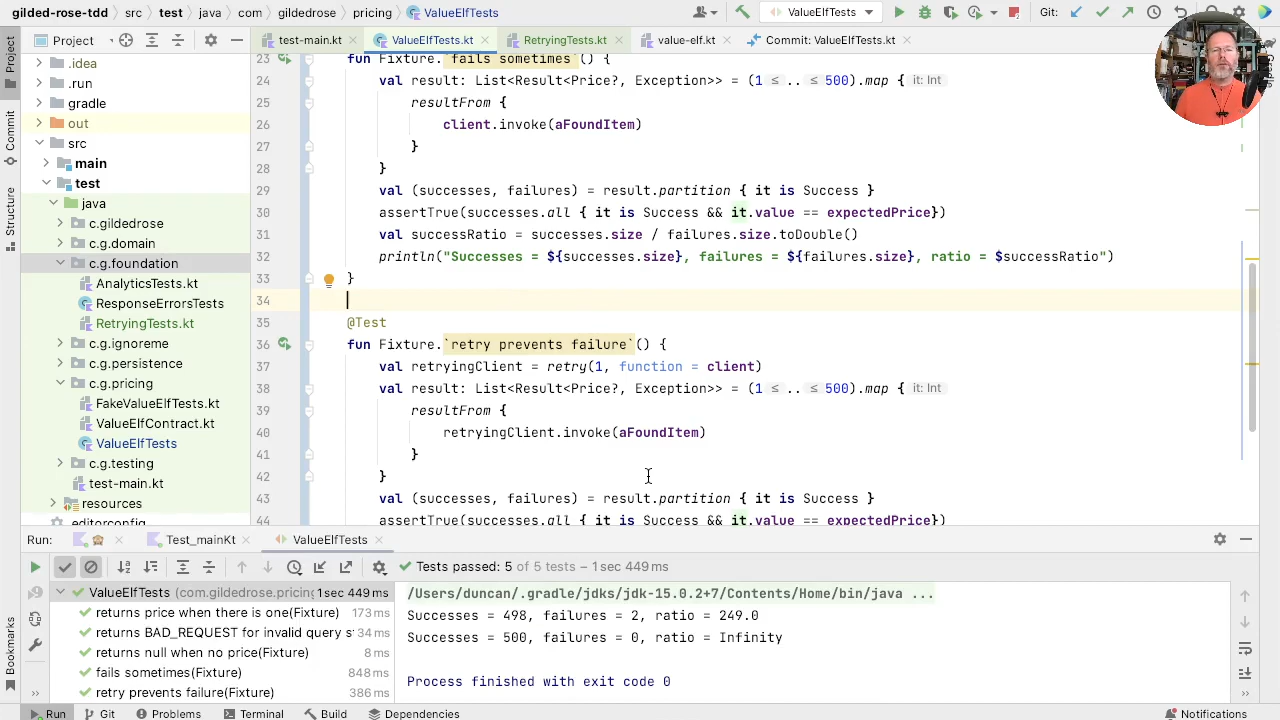 gilded-rose-tdd › src › test › java › com › gildedrose › pricing › ValueElfTests
ValueElfTests
Git:
Project
test-main.kt
ValueElfTests.kt
RetryingTests.kt
value-elf.kt
Commit: ValueElfTests.kt
Project
Commit
Structure
Bookmarks
.idea
.run
gradle
out
src
main
test
java
c.gildedrose
c.g.domain
c.g.foundation
AnalyticsTests.kt
ResponseErrorsTests
RetryingTests.kt
c.g.ignoreme
c.g.persistence
c.g.pricing
FakeValueElfTests.kt
ValueElfContract.kt
ValueElfTests
c.g.testing
test-main.kt
resources
.editorconfig
23 fun Fixture.`fails sometimes`() {
24 val result: List<Result<Price?, Exception>> = (1 ≤ .. ≤ 500).map { it: Int
25 resultFrom {
26 client.invoke(aFoundItem)
27 }
28 }
29 val (successes, failures) = result.partition { it is Success }
30 assertTrue(successes.all { it is Success && it.value == expectedPrice})
31 val successRatio = successes.size / failures.size.toDouble()
32 println("Successes = ${successes.size}, failures = ${failures.size}, ratio = $successRatio")
33 }
34
35 @Test
36 fun Fixture.`retry prevents failure`() {
37 val retryingClient = retry(1, function = client)
38 val result: List<Result<Price?, Exception>> = (1 ≤ .. ≤ 500).map { it: Int
39 resultFrom {
40 retryingClient.invoke(aFoundItem)
41 }
42 }
43 val (successes, failures) = result.partition { it is Success }
44 assertTrue(successes.all { it is Success && it.value == expectedPrice})
Run:
Test_mainKt
ValueElfTests
Tests passed: 5 of 5 tests – 1 sec 449 ms
ValueElfTests (com.gildedrose.pricing 1 sec 449 ms
returns price when there is one(Fixture) 173 ms
returns BAD_REQUEST for invalid query s 34 ms
returns null when no price(Fixture) 8 ms
fails sometimes(Fixture) 848 ms
retry prevents failure(Fixture) 386 ms
/Users/duncan/.gradle/jdks/jdk-15.0.2+7/Contents/Home/bin/java ...
Successes = 498, failures = 2, ratio = 249.0
Successes = 500, failures = 0, ratio = Infinity
Process finished with exit code 0
Run
Git
Problems
Terminal
Build
Dependencies
Notifications